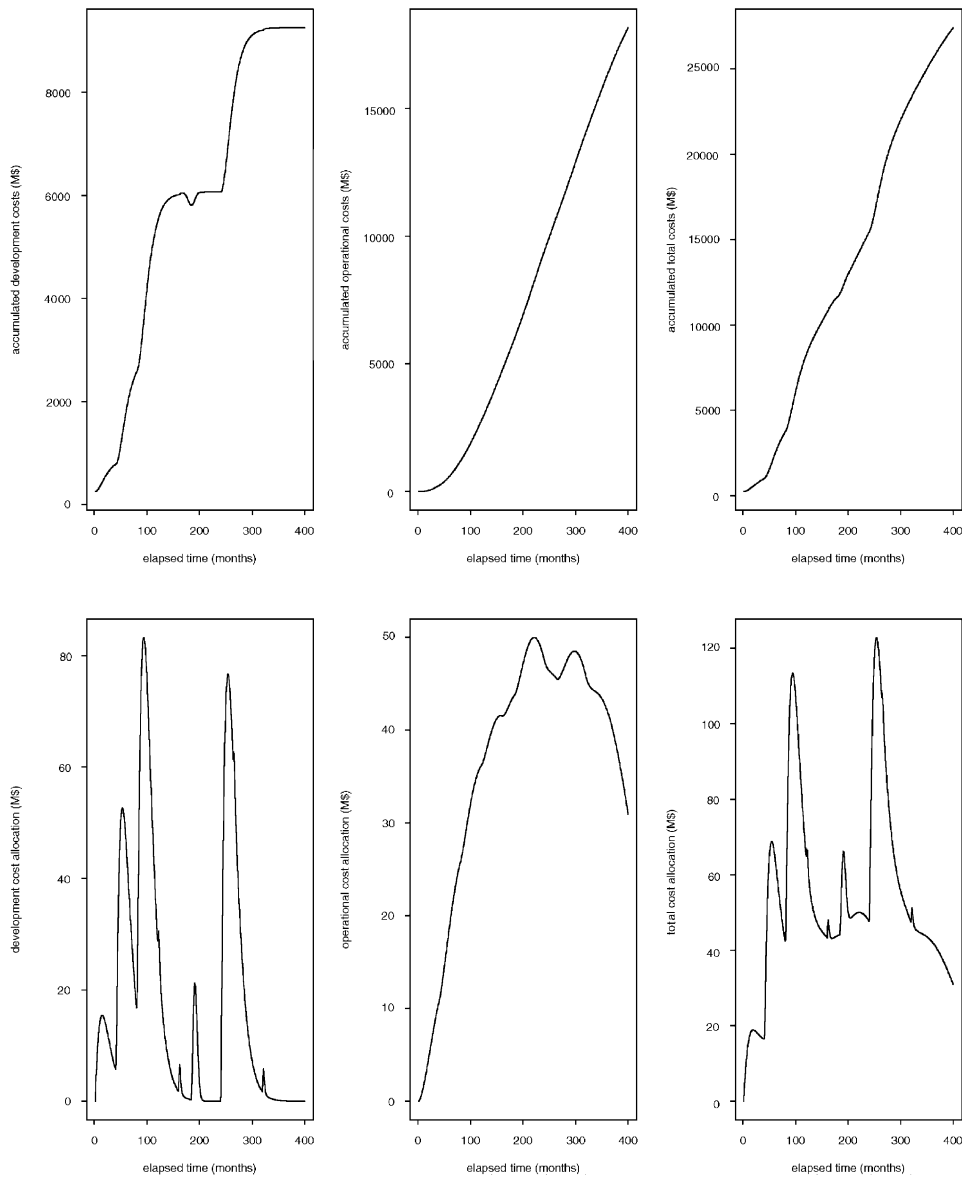 accumulated development costs (M$)
8000
6000
4000
2000
0
0 100 200 300 400
elapsed time (months)
accumulated operational costs (M$)
15000
10000
5000
0
0 100 200 300 400
elapsed time (months)
accumulated total costs (M$)
25000
20000
15000
10000
5000
0
0 100 200 300 400
elapsed time (months)
development cost allocation (M$)
80
60
40
20
0
0 100 200 300 400
elapsed time (months)
operational cost allocation (M$)
50
40
30
20
10
0
0 100 200 300 400
elapsed time (months)
total cost allocation (M$)
120
100
80
60
40
20
0
0 100 200 300 400
elapsed time (months)